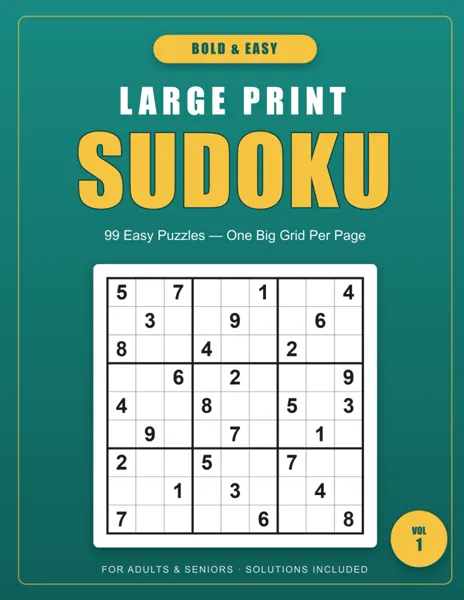 BOLD & EASY
LARGE PRINT
SUDOKU
99 Easy Puzzles — One Big Grid Per Page
5 7 1 4
3 9 6
8 4 2
6 2 9
4 8 5 3
9 7 1
2 5 7
1 3 4
7 6 8
VOL
1
FOR ADULTS & SENIORS · SOLUTIONS INCLUDED